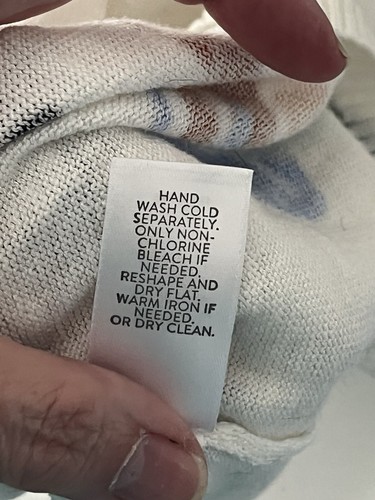 HAND
WASH COLD
SEPARATELY.
ONLY NON-
CHLORINE
BLEACH IF
NEEDED.
RESHAPE AND
DRY FLAT.
WARM IRON IF
NEEDED.
OR DRY CLEAN.